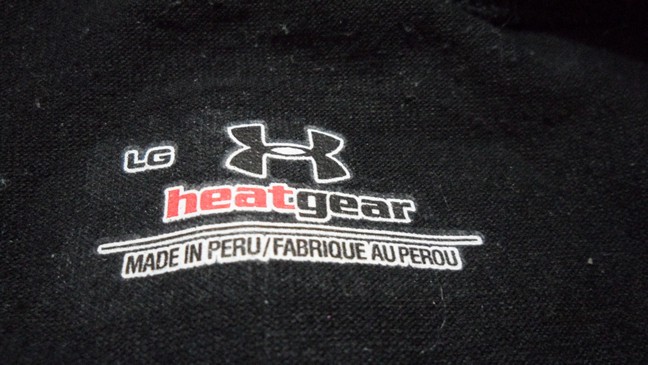 LG
heatgear
MADE IN PERU/FABRIQUE AU PEROU